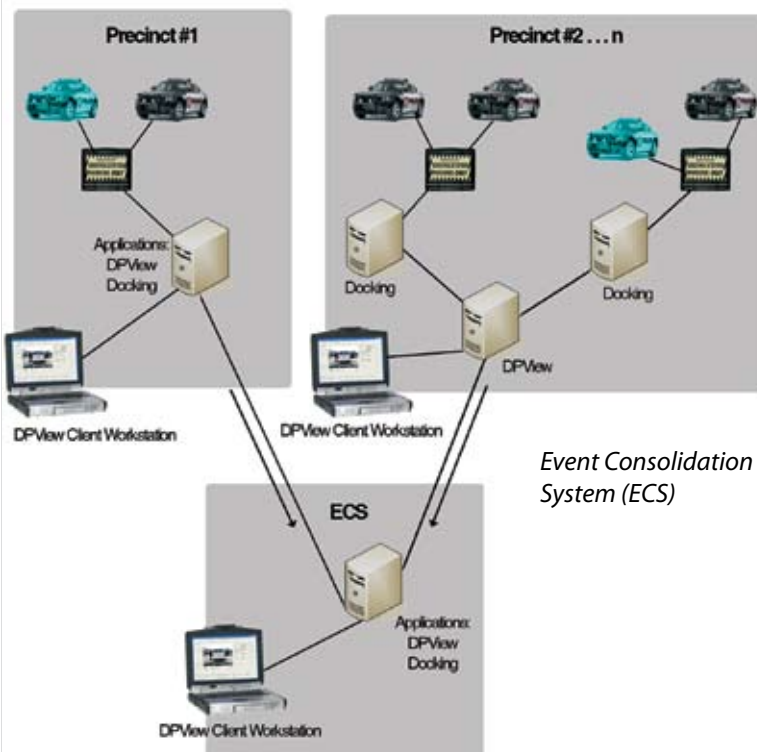 Precinct #1
Precinct #2 . . . n
Applications:
DPView
Docking
Docking
Docking
DPView
DPView Client Workstation
DPView Client Workstation
Event Consolidation
System (ECS)
ECS
Applications:
DPView
Docking
DPView Client Workstation